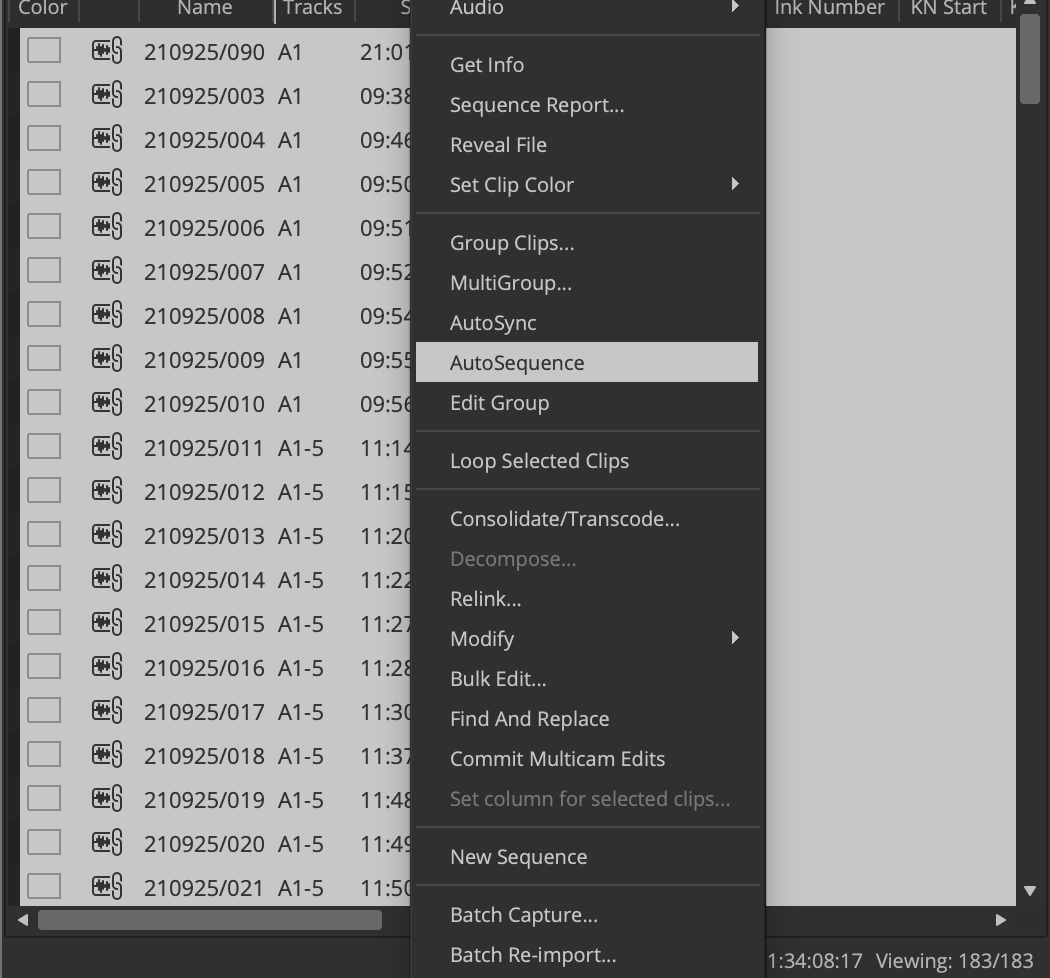 Color Name Tracks S Audio Ink Number KN Start K
210925/090 A1 21:01
210925/003 A1 09:38
210925/004 A1 09:46
210925/005 A1 09:50
210925/006 A1 09:51
210925/007 A1 09:52
210925/008 A1 09:54
210925/009 A1 09:55
210925/010 A1 09:56
210925/011 A1-5 11:14
210925/012 A1-5 11:15
210925/013 A1-5 11:20
210925/014 A1-5 11:22
210925/015 A1-5 11:27
210925/016 A1-5 11:28
210925/017 A1-5 11:30
210925/018 A1-5 11:37
210925/019 A1-5 11:48
210925/020 A1-5 11:49
210925/021 A1-5 11:50
Get Info
Sequence Report...
Reveal File
Set Clip Color
Group Clips...
MultiGroup...
AutoSync
AutoSequence
Edit Group
Loop Selected Clips
Consolidate/Transcode...
Decompose...
Relink...
Modify
Bulk Edit...
Find And Replace
Commit Multicam Edits
Set column for selected clips...
New Sequence
Batch Capture...
Batch Re-import...
1:34:08:17 Viewing: 183/183